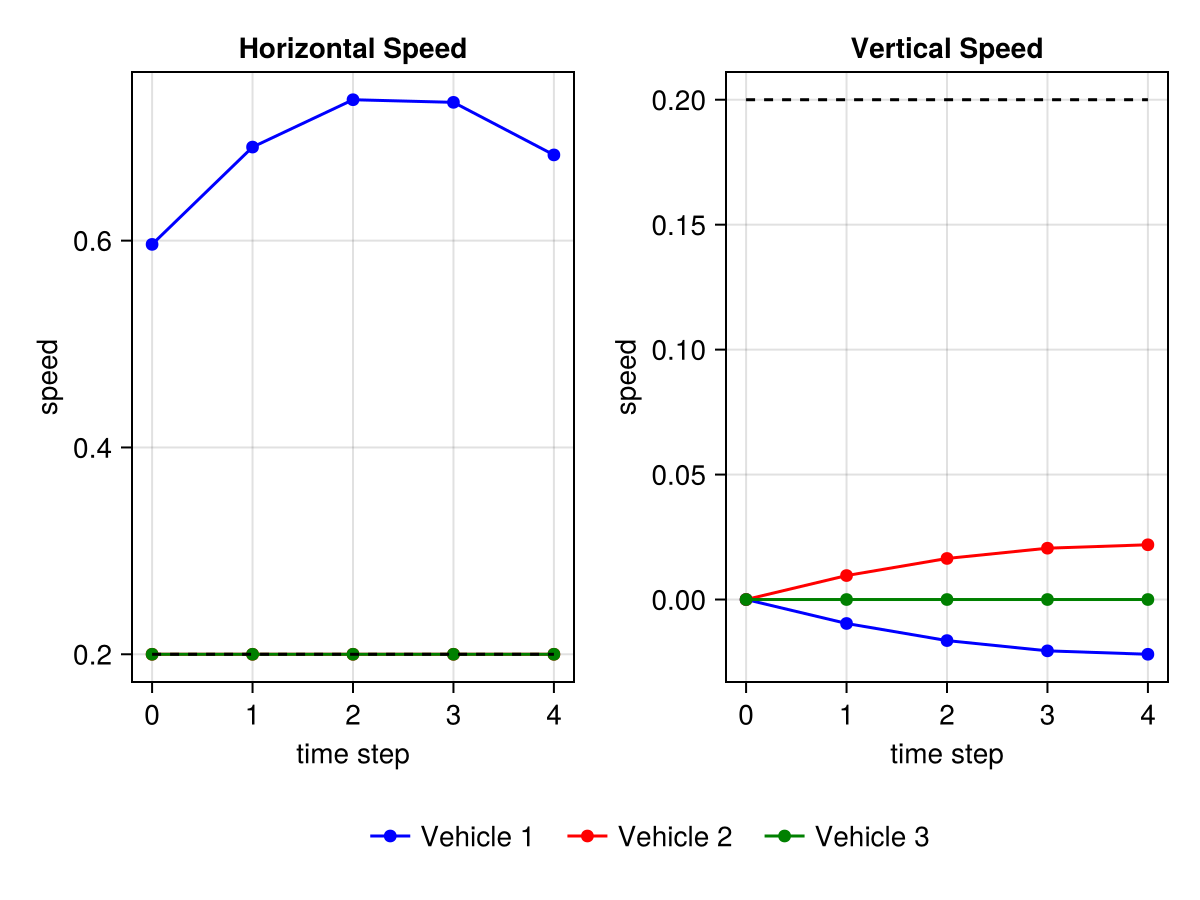 Horizontal Speed
speed
0.6
0.4
0.2
0 1 2 3 4
time step
Vertical Speed
speed
0.20
0.15
0.10
0.05
0.00
0 1 2 3 4
time step
Vehicle 1 Vehicle 2 Vehicle 3